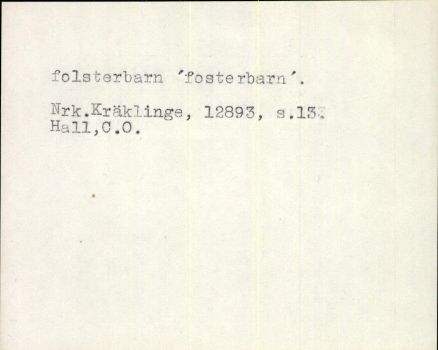 folsterbarn ´fosterbarn´.
Nrk.Kräklinge, 12893, s.13
Hall,C.O.